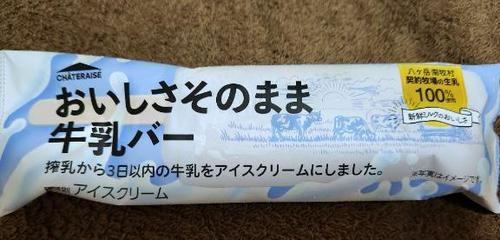 CHATERAISE
おいしさそのまま
牛乳バー
搾乳から3日以内の牛乳をアイスクリームにしました。
アイスクリーム
八ヶ岳南牧村
契約牧場の生乳
100%使用
新鮮ミルクのおいしさ
※写真はイメージです。